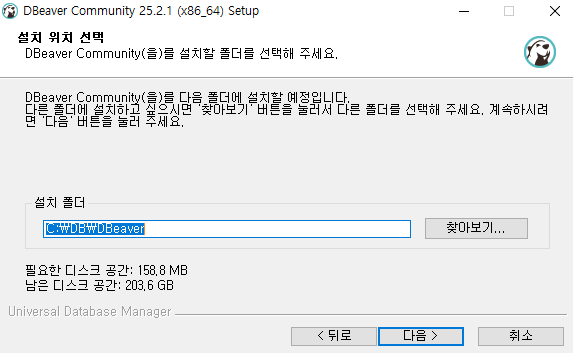 DBeaver Community 25.2.1 (x86_64) Setup
설치 위치 선택
DBeaver Community(을)를 설치할 폴더를 선택해 주세요.
DBeaver Community(을)를 다음 폴더에 설치할 예정입니다.
다른 폴더에 설치하고 싶으시면 '찾아보기' 버튼을 눌러서 다른 폴더를 선택해 주세요. 계속하시려
면 '다음' 버튼을 눌러 주세요.
설치 폴더
C:\DB\DBeaver
찾아보기...
필요한 디스크 공간: 158.8 MB
남은 디스크 공간: 203.6 GB
Universal Database Manager
< 뒤로
다음 >
취소